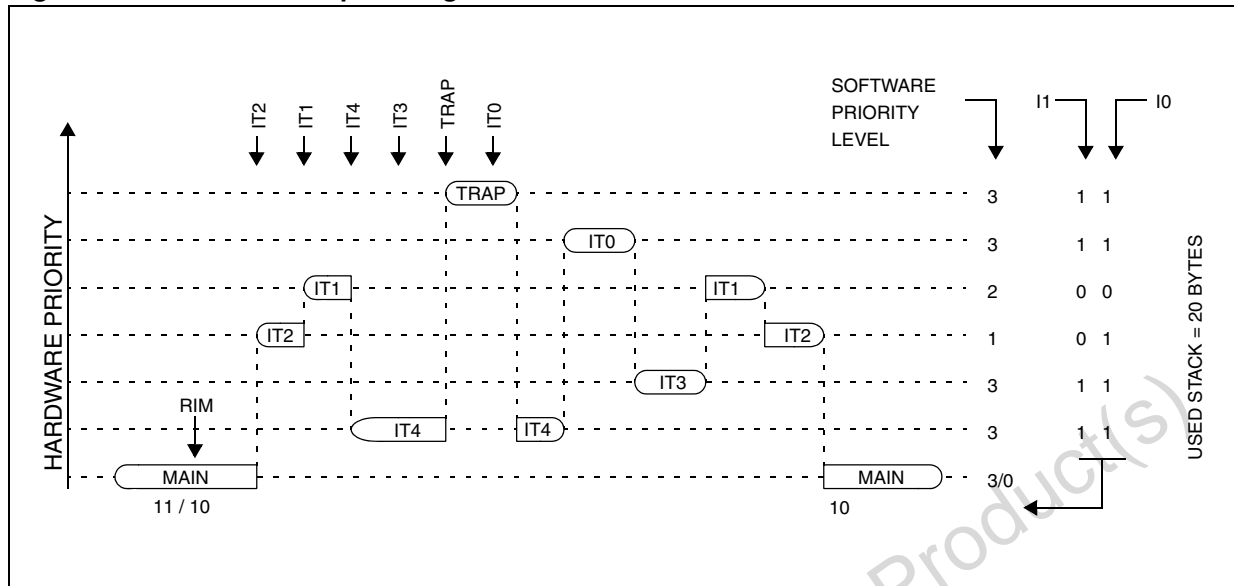 IT2
IT1
IT4
IT3
TRAP
IT0
SOFTWARE
PRIORITY
LEVEL
I1
I0
HARDWARE PRIORITY
TRAP
3
1 1
IT0
3
1 1
IT1
IT1
2
0 0
IT2
IT2
1
0 1
IT3
3
1 1
RIM
IT4
IT4
3
1 1
MAIN
MAIN
3/0
11 / 10
10
USED STACK = 20 BYTES
Product(s)